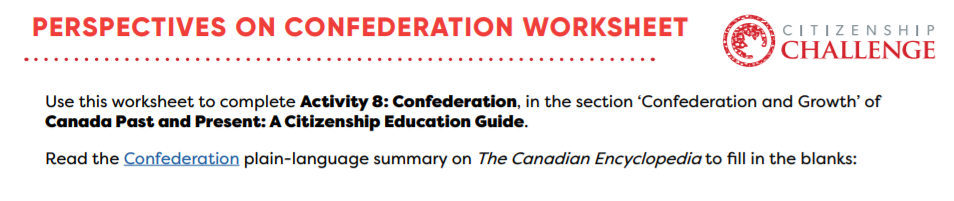 PERSPECTIVES ON CONFEDERATION WORKSHEET
CITIZENSHIP
CHALLENGE
Use this worksheet to complete Activity 8: Confederation, in the section ‘Confederation and Growth’ of
Canada Past and Present: A Citizenship Education Guide.
Read the Confederation plain-language summary on The Canadian Encyclopedia to fill in the blanks: